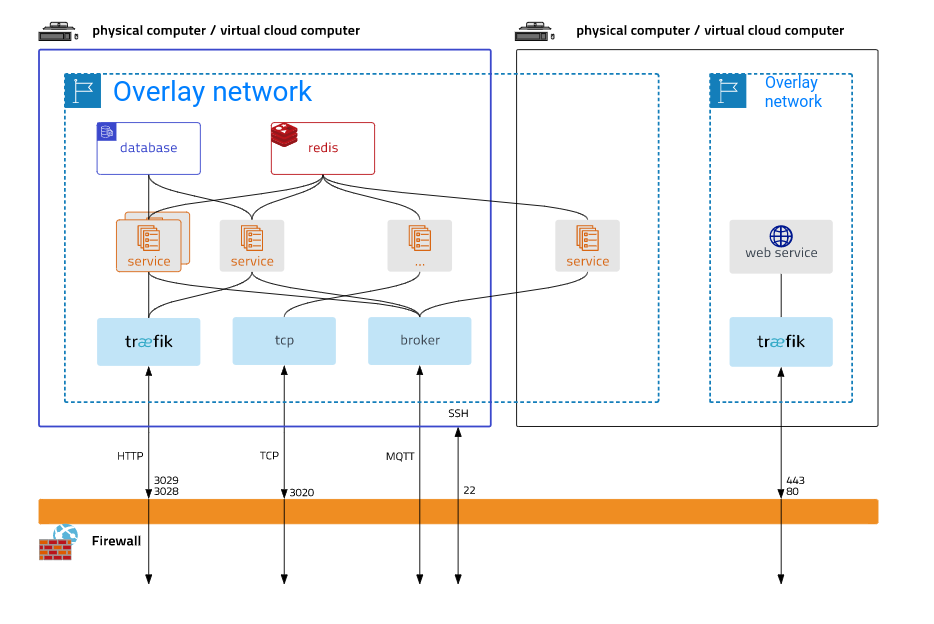 physical computer / virtual cloud computer
physical computer / virtual cloud computer
Overlay network
Overlay
network
database
redis
service
service
...
service
web service
træfik
tcp
broker
træfik
SSH
HTTP
TCP
MQTT
3029
3028
3020
22
443
80
Firewall